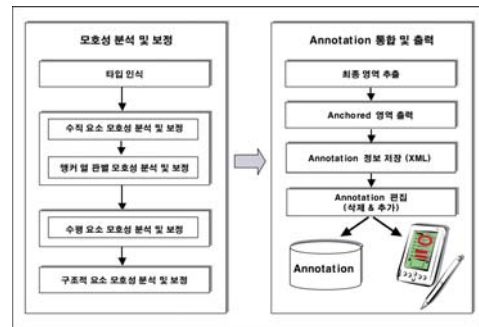 모호성 분석 및 보정
타입 인식
수직 요소 모호성 분석 및 보정
앵커 열 판별 모호성 분석 및 보정
수평 요소 모호성 분석 및 보정
구조적 요소 모호성 분석 및 보정
Annotation 통합 및 출력
최종 영역 추출
Anchored 영역 출력
Annotation 정보 저장 (XML)
Annotation 편집
(삭제 & 추가)
Annotation